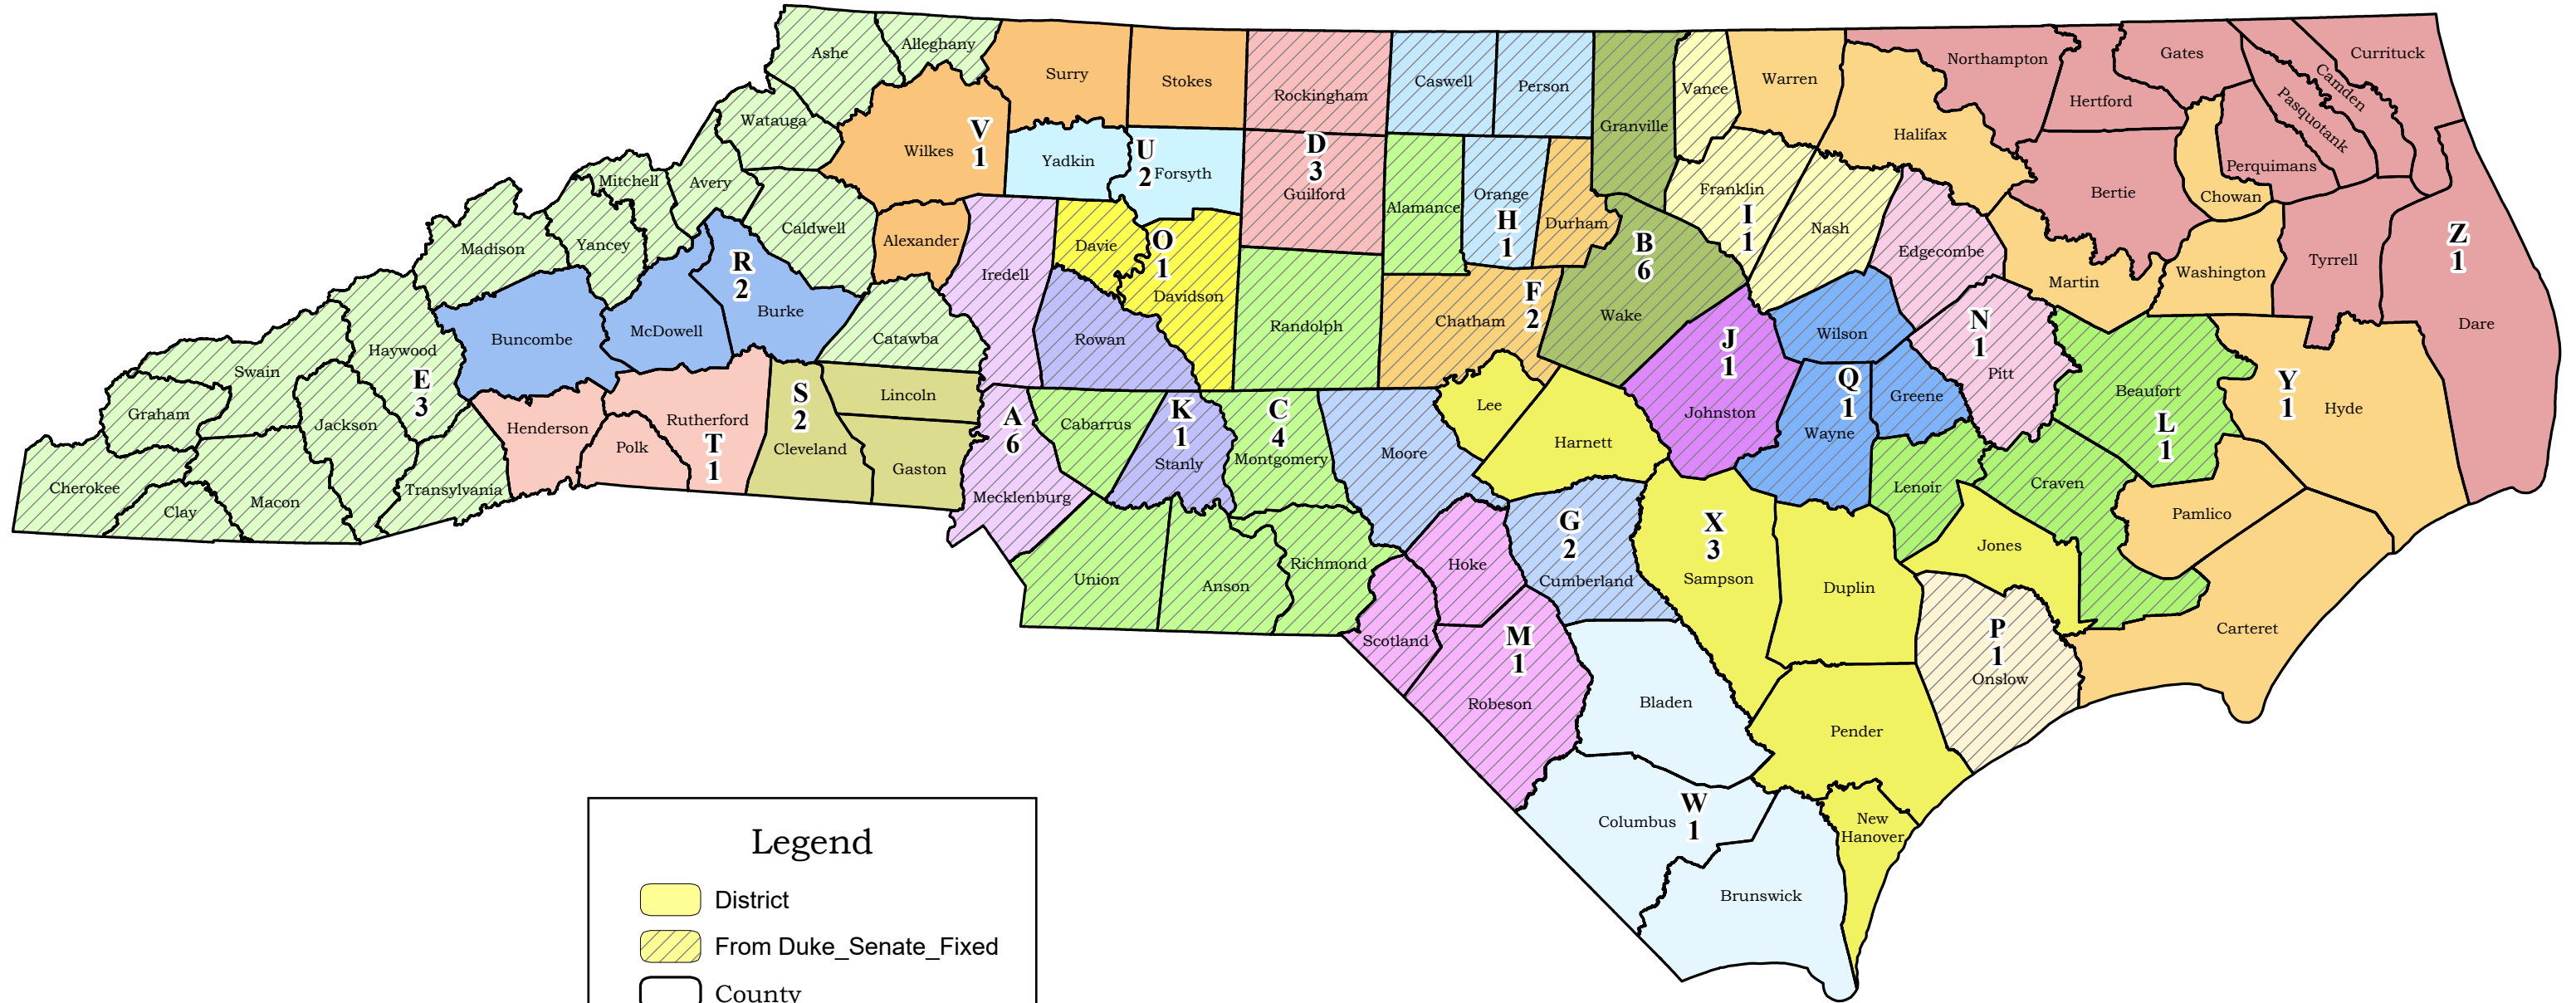 Ashe
Alleghany
Surry
Stokes
Rockingham
Caswell
Person
Granville
Vance
Warren
Northampton
Gates
Currituck
Hertford
Camden
Pasquotank
Halifax
Watauga
Wilkes
V
1
Yadkin
U
2
Forsyth
D
3
Guilford
Alamance
Orange
H
1
Durham
Franklin
I
1
Nash
Bertie
Perquimans
Chowan
Mitchell
Avery
Caldwell
Alexander
Madison
Yancey
Iredell
Davie
O
1
Davidson
B
6
Wake
Edgecombe
Martin
Washington
Tyrrell
Z
1
Dare
R
2
Burke
Buncombe
McDowell
Catawba
Rowan
Randolph
Chatham
F
2
J
1
Johnston
Wilson
N
1
Pitt
Haywood
Swain
E
3
Graham
Jackson
Henderson
Polk
Rutherford
T
1
S
2
Cleveland
Lincoln
Gaston
A
6
Mecklenburg
Cabarrus
K
1
Stanly
C
4
Montgomery
Moore
Lee
Harnett
Q
1
Wayne
Greene
Beaufort
L
1
Y
1
Hyde
Cherokee
Clay
Macon
Transylvania
Lenoir
Craven
Pamlico
Union
Anson
Richmond
Hoke
G
2
Cumberland
X
3
Sampson
Duplin
Jones
Scotland
M
1
Robeson
Bladen
P
1
Onslow
Carteret
Pender
Columbus
W
1
New
Hanover
Brunswick
Legend
District
From Duke_Senate_Fixed
County